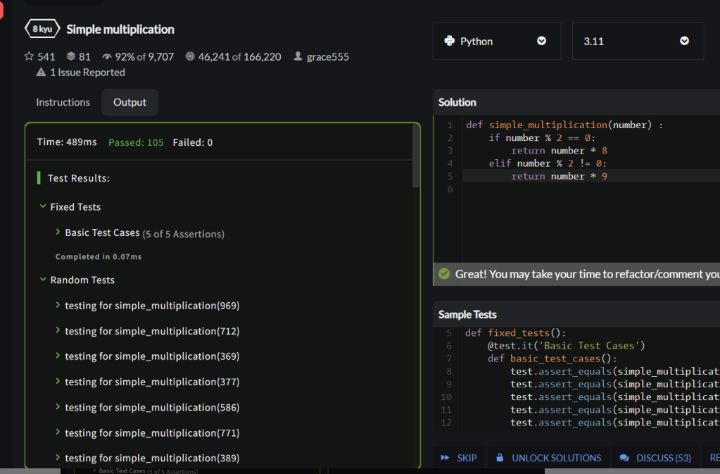 8 kyu Simple multiplication
541 81 92% of 9,707 46,241 of 166,220 grace555
1 Issue Reported
Instructions Output
Time: 489ms Passed: 105 Failed: 0
Test Results:
Fixed Tests
Basic Test Cases (5 of 5 Assertions)
Completed in 0.07ms
Random Tests
testing for simple_multiplication(969)
testing for simple_multiplication(712)
testing for simple_multiplication(369)
testing for simple_multiplication(377)
testing for simple_multiplication(586)
testing for simple_multiplication(771)
testing for simple_multiplication(389)
Basic Test Cases (5 of 5 Assertions)
Python 3.11
Solution
1 def simple_multiplication(number) :
2 if number % 2 == 0:
3 return number * 8
4 elif number % 2 != 0:
5 return number * 9
6
Great! You may take your time to refactor/comment you
Sample Tests
5 def fixed_tests():
6 @test.it('Basic Test Cases')
7 def basic_test_cases():
8 test.assert_equals(simple_multiplicat
9 test.assert_equals(simple_multiplicat
10 test.assert_equals(simple_multiplicat
11 test.assert_equals(simple_multiplicat
12 test.assert_equals(simple_multiplicat
SKIP UNLOCK SOLUTIONS DISCUSS (53) RE